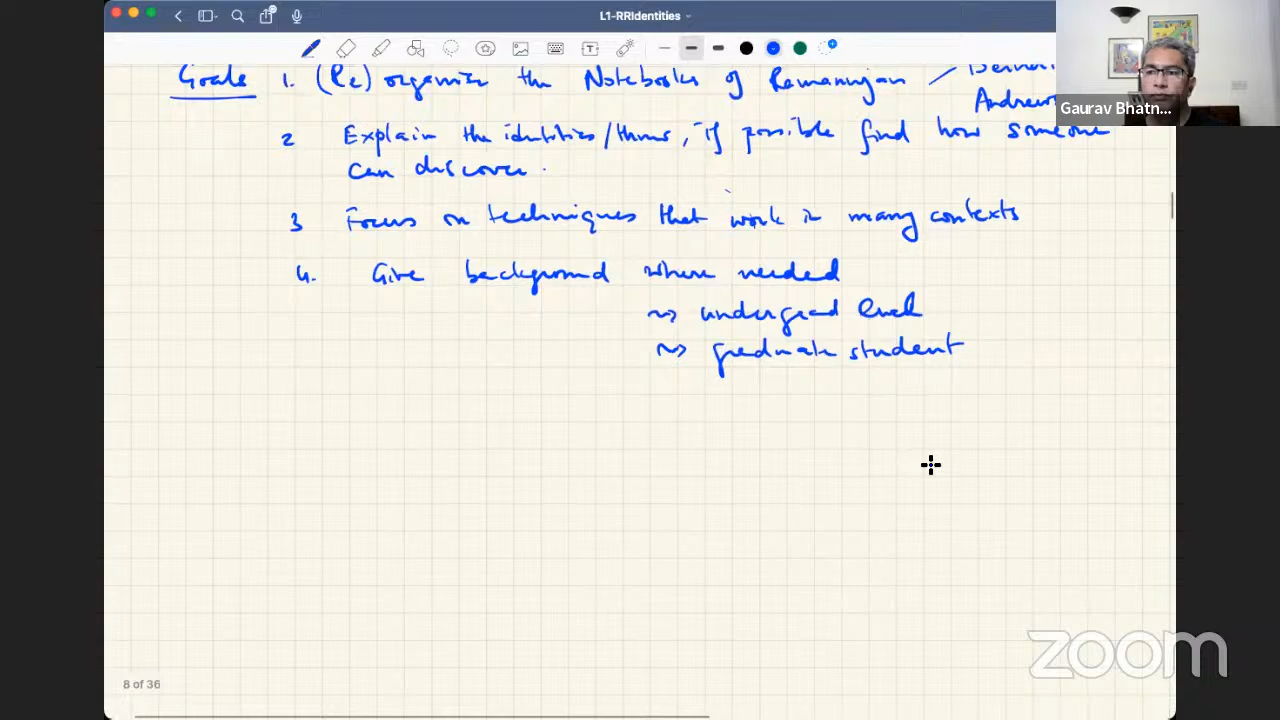 L1-RRIdentities
Goals 1. (Re) organize the Notebooks of Ramanujan /
Andrews
Gaurav Bhatn...
2 Explain the identities/thms, if possible find how someone
can discover.
3 Focus on techniques that work in many contexts
4. Give background where needed
~> undergrad level
~> graduate student
zoom
8 of 36